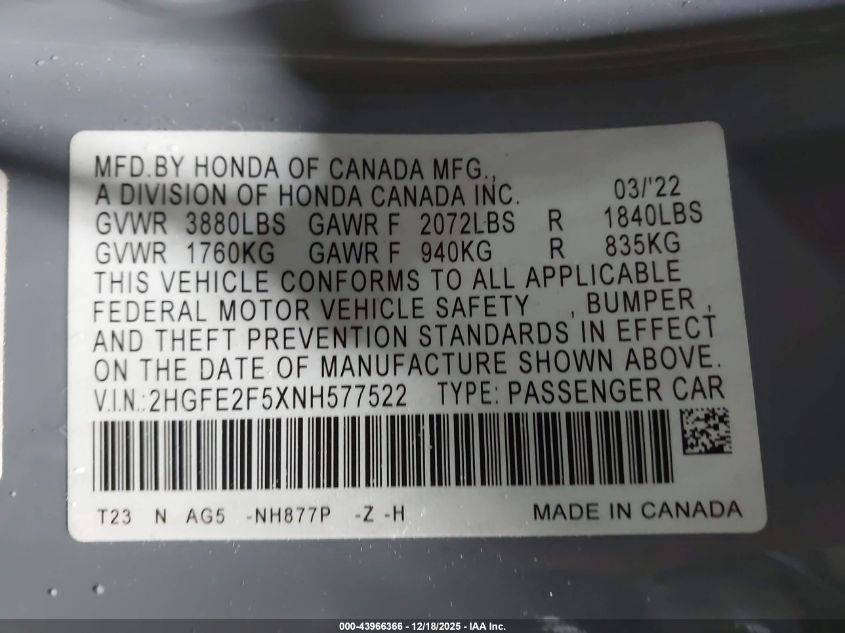 MFD.BY HONDA OF CANADA MFG.,
A DIVISION OF HONDA CANADA INC. 03/'22
GVWR 3880LBS GAWR F 2072LBS R 1840LBS
GVWR 1760KG GAWR F 940KG R 835KG
THIS VEHICLE CONFORMS TO ALL APPLICABLE
FEDERAL MOTOR VEHICLE SAFETY , BUMPER ,
AND THEFT PREVENTION STANDARDS IN EFFECT
ON THE DATE OF MANUFACTURE SHOWN ABOVE.
V.I.N.:2HGFE2F5XNH577522 TYPE: PASSENGER CAR
T23 N AG5 -NH877P -Z -H MADE IN CANADA
000-43966366 - 12/18/2025 - IAA Inc.